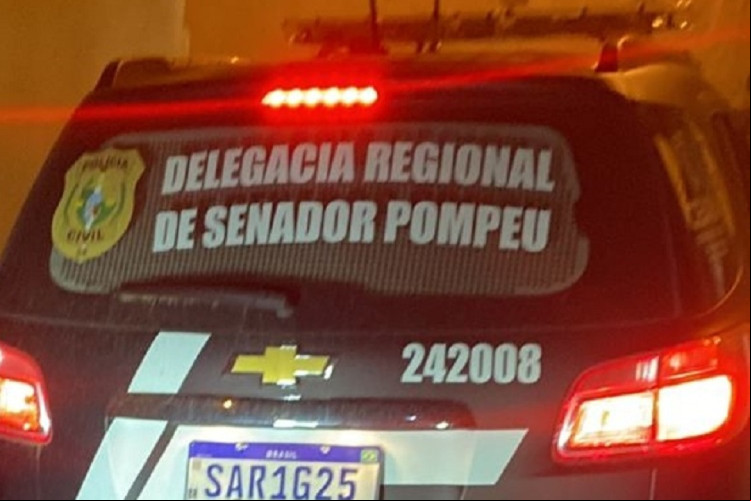 POLÍCIA
CIVIL
DELEGACIA REGIONAL
DE SENADOR POMPEU
242008
BRASIL
SAR1G25